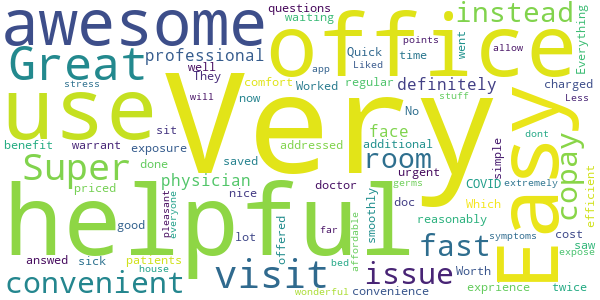 awesome
office
instead
questions
waiting
Everything
professional
Great
Quick
points
went
allow
Liked
time
well
They
app
Worked
regular
stuff
charged
Less
stress
will
comfort
now
definitely
use
Very
Easy
No
benefit
warrant
sit
exposure
addressed
face
additional
simple
dont
copay
Super
done
saved
room
urgent
physician
priced
nice
doctor
germs
COVID
extremely
efficient
helpful
pleasant
everyone
doc
smoothly
Which
reasonably
good
lot
offered
far
affordable
fast
symptoms
cost
saw
expose
answed
sick
patients
house
visit
bed
issue
Worth
exprience
twice
convenient
wonderful
convenience